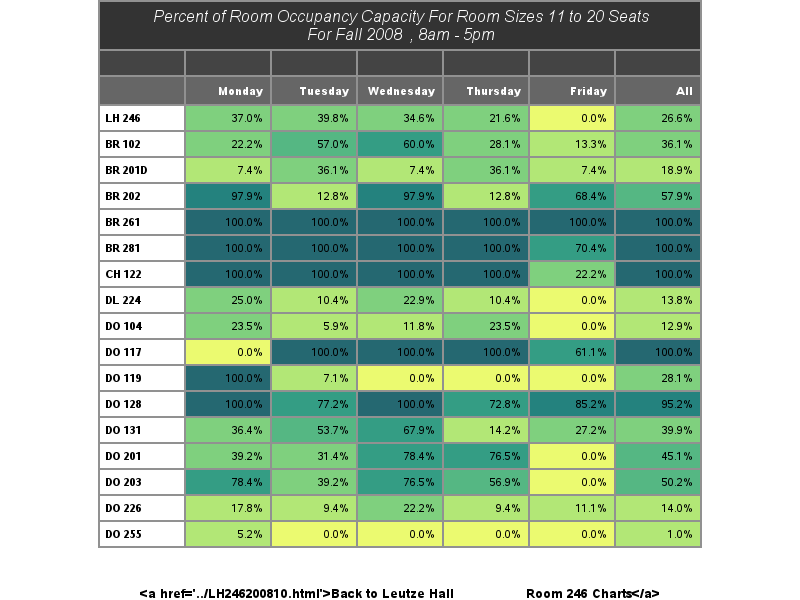 Percent of Room Occupancy Capacity For Room Sizes 11 to 20 Seats
For Fall 2008 , 8am - 5pm
Monday Tuesday Wednesday Thursday Friday All
LH 246 37.0% 39.8% 34.6% 21.6% 0.0% 26.6%
BR 102 22.2% 57.0% 60.0% 28.1% 13.3% 36.1%
BR 201D 7.4% 36.1% 7.4% 36.1% 7.4% 18.9%
BR 202 97.9% 12.8% 97.9% 12.8% 68.4% 57.9%
BR 261 100.0% 100.0% 100.0% 100.0% 100.0% 100.0%
BR 281 100.0% 100.0% 100.0% 100.0% 70.4% 100.0%
CH 122 100.0% 100.0% 100.0% 100.0% 22.2% 100.0%
DL 224 25.0% 10.4% 22.9% 10.4% 0.0% 13.8%
DO 104 23.5% 5.9% 11.8% 23.5% 0.0% 12.9%
DO 117 0.0% 100.0% 100.0% 100.0% 61.1% 100.0%
DO 119 100.0% 7.1% 0.0% 0.0% 0.0% 28.1%
DO 128 100.0% 77.2% 100.0% 72.8% 85.2% 95.2%
DO 131 36.4% 53.7% 67.9% 14.2% 27.2% 39.9%
DO 201 39.2% 31.4% 78.4% 76.5% 0.0% 45.1%
DO 203 78.4% 39.2% 76.5% 56.9% 0.0% 50.2%
DO 226 17.8% 9.4% 22.2% 9.4% 11.1% 14.0%
DO 255 5.2% 0.0% 0.0% 0.0% 0.0% 1.0%
<a href='../LH246200810.html'>Back to Leutze Hall Room 246 Charts</a>